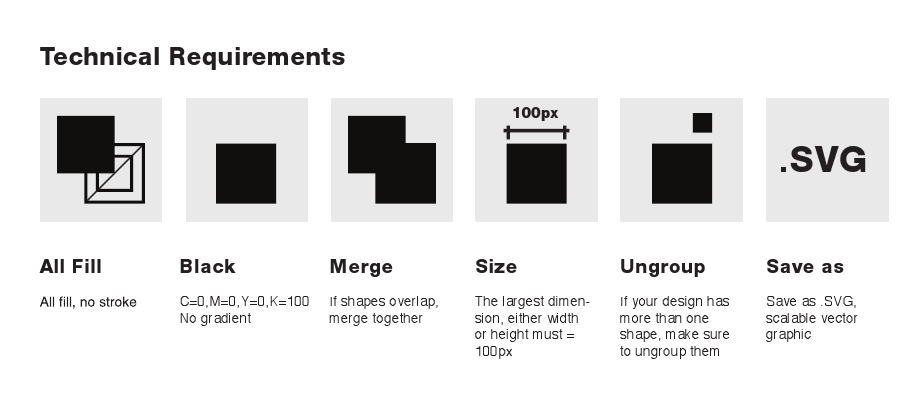 Technical Requirements
100px
.SVG
All Fill
All fill, no stroke
Black
C=0,M=0,Y=0,K=100
No gradient
Merge
If shapes overlap,
merge together
Size
The largest dimen-
sion, either width
or height must =
100px
Ungroup
If your design has
more than one
shape, make sure
to ungroup them
Save as
Save as .SVG,
scalable vector
graphic